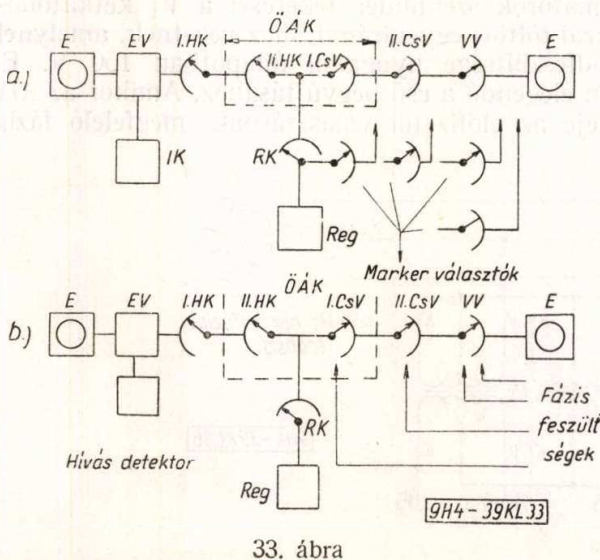 ÖÁK
a.)
E
EV
I.HK
II.HK
I.CsV
II.CsV
VV
E
IK
RK
Reg
Marker választók
b.)
ÖÁK
E
EV
I.HK
II.HK
I.CsV
II.CsV
VV
E
Hívás detektor
RK
Reg
Fázis
feszült
ségek
9H4-39KL33
33. ábra